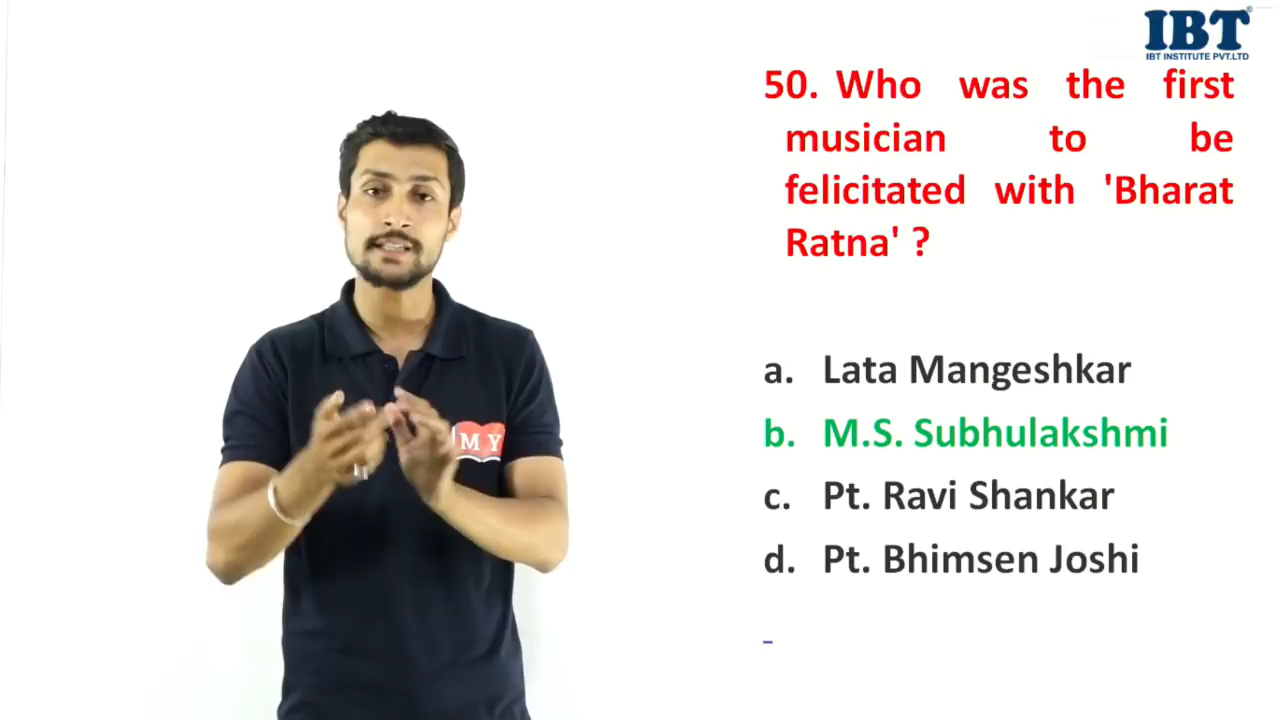 IBT
IBT INSTITUTE PVT.LTD
50. Who was the first
musician to be
felicitated with 'Bharat
Ratna' ?
a. Lata Mangeshkar
b. M.S. Subhulakshmi
c. Pt. Ravi Shankar
d. Pt. Bhimsen Joshi
-
M Y